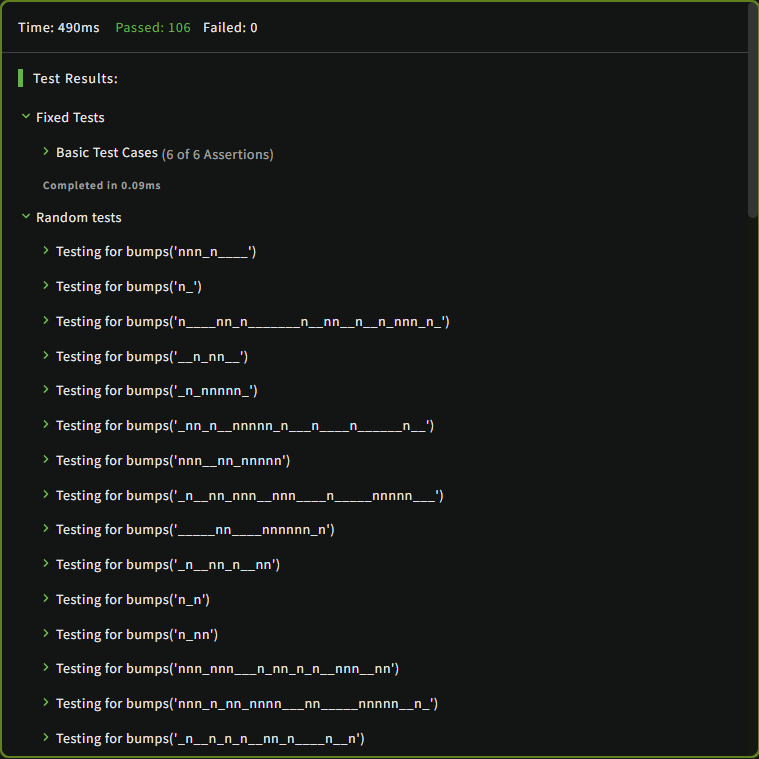 Time: 490ms Passed: 106 Failed: 0
Test Results:
Fixed Tests
Basic Test Cases (6 of 6 Assertions)
Completed in 0.09ms
Random tests
Testing for bumps('nnn_n____')
Testing for bumps('n_')
Testing for bumps('n____nn_n_______n__nn__n__n_nnn_n_')
Testing for bumps('__n_nn__')
Testing for bumps('_n_nnnnn_')
Testing for bumps('_nn_n__nnnnn_n___n____n______n__')
Testing for bumps('nnn__nn_nnnnn')
Testing for bumps('_n__nn_nnn__nnn____n_____nnnnn___')
Testing for bumps('_____nn____nnnnnn_n')
Testing for bumps('_n__nn_n__nn')
Testing for bumps('n_n')
Testing for bumps('n_nn')
Testing for bumps('nnn_nnn___n_nn_n_n__nnn__nn')
Testing for bumps('nnn_n_nn_nnnn___nn_____nnnnn__n_')
Testing for bumps('_n__n_n_n__nn_n____n__n')